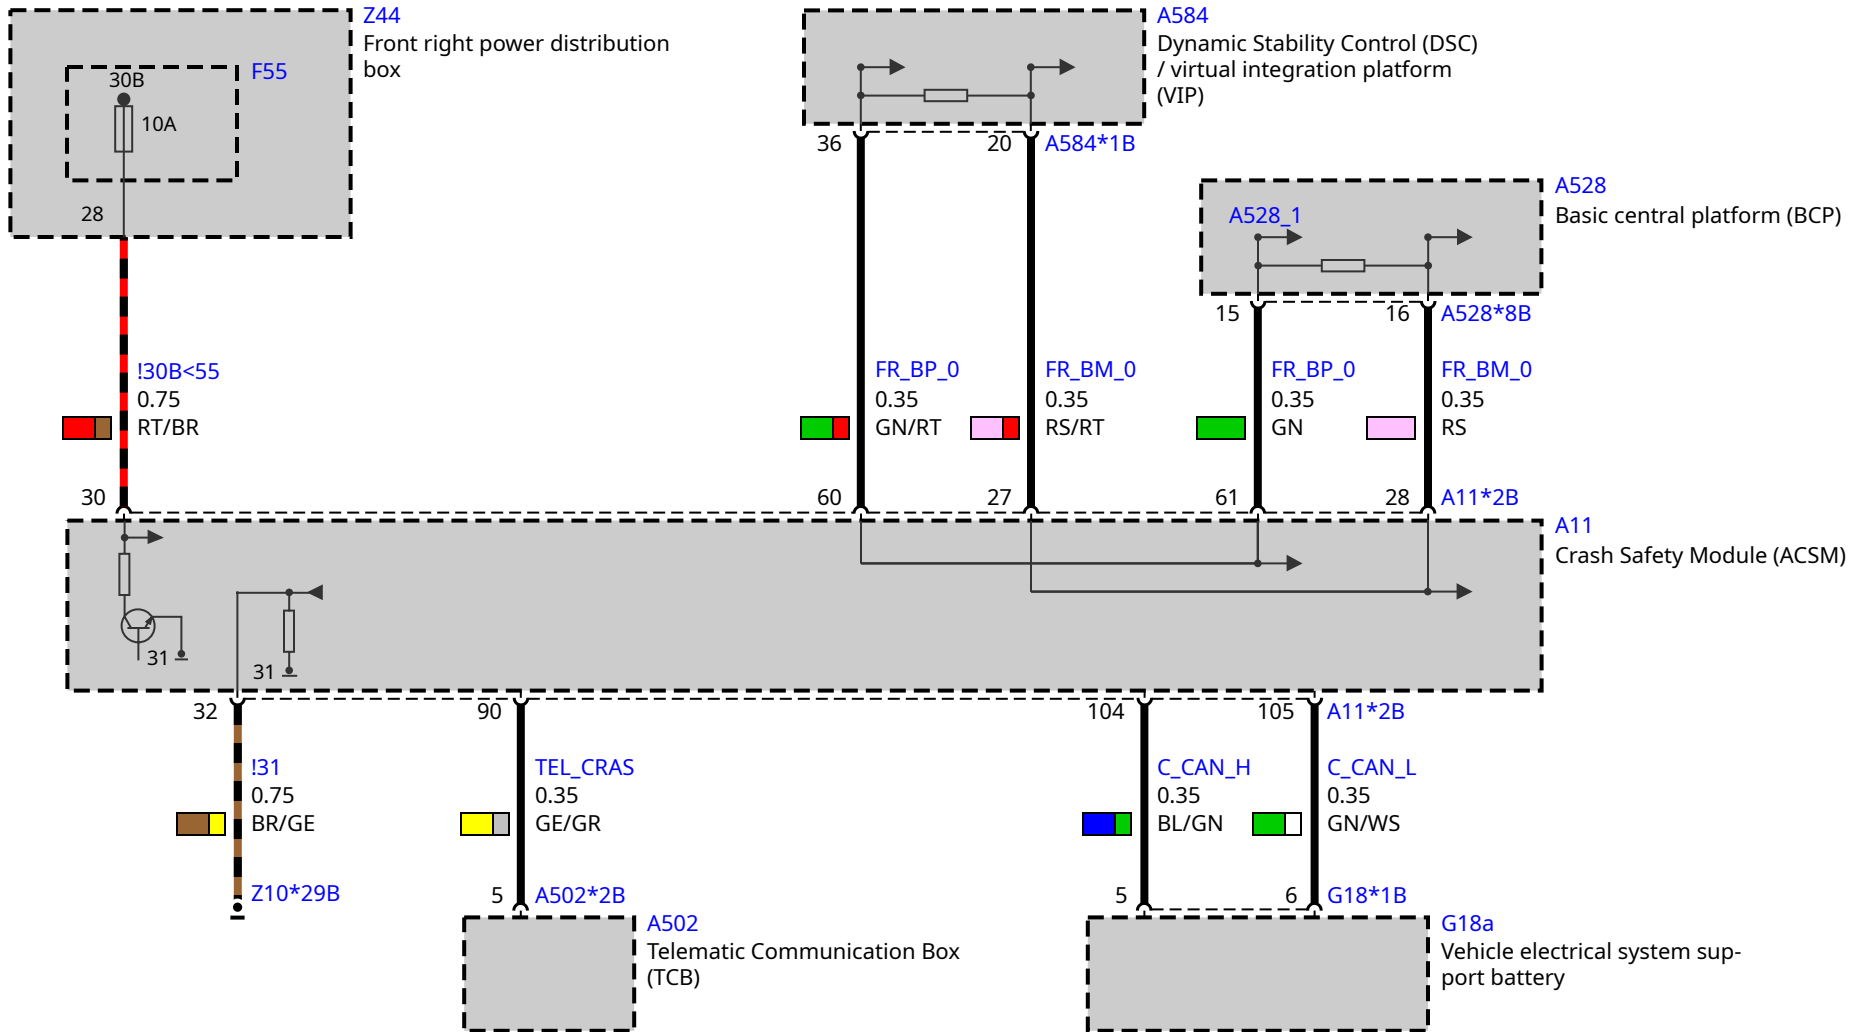 Z44
Front right power distribution
box
F55
30B
10A
28
A584
Dynamic Stability Control (DSC)
/ virtual integration platform
(VIP)
36
20
A584*1B
A528
Basic central platform (BCP)
A528_1
15
16
A528*8B
!30B<55
0.75
RT/BR
FR_BP_0
0.35
GN/RT
FR_BM_0
0.35
RS/RT
FR_BP_0
0.35
GN
FR_BM_0
0.35
RS
30
60
27
61
28
A11*2B
A11
Crash Safety Module (ACSM)
31
31
32
90
104
105
A11*2B
!31
0.75
BR/GE
TEL_CRAS
0.35
GE/GR
C_CAN_H
0.35
BL/GN
C_CAN_L
0.35
GN/WS
Z10*29B
5
A502*2B
5
6
G18*1B
A502
Telematic Communication Box
(TCB)
G18a
Vehicle electrical system sup-
port battery